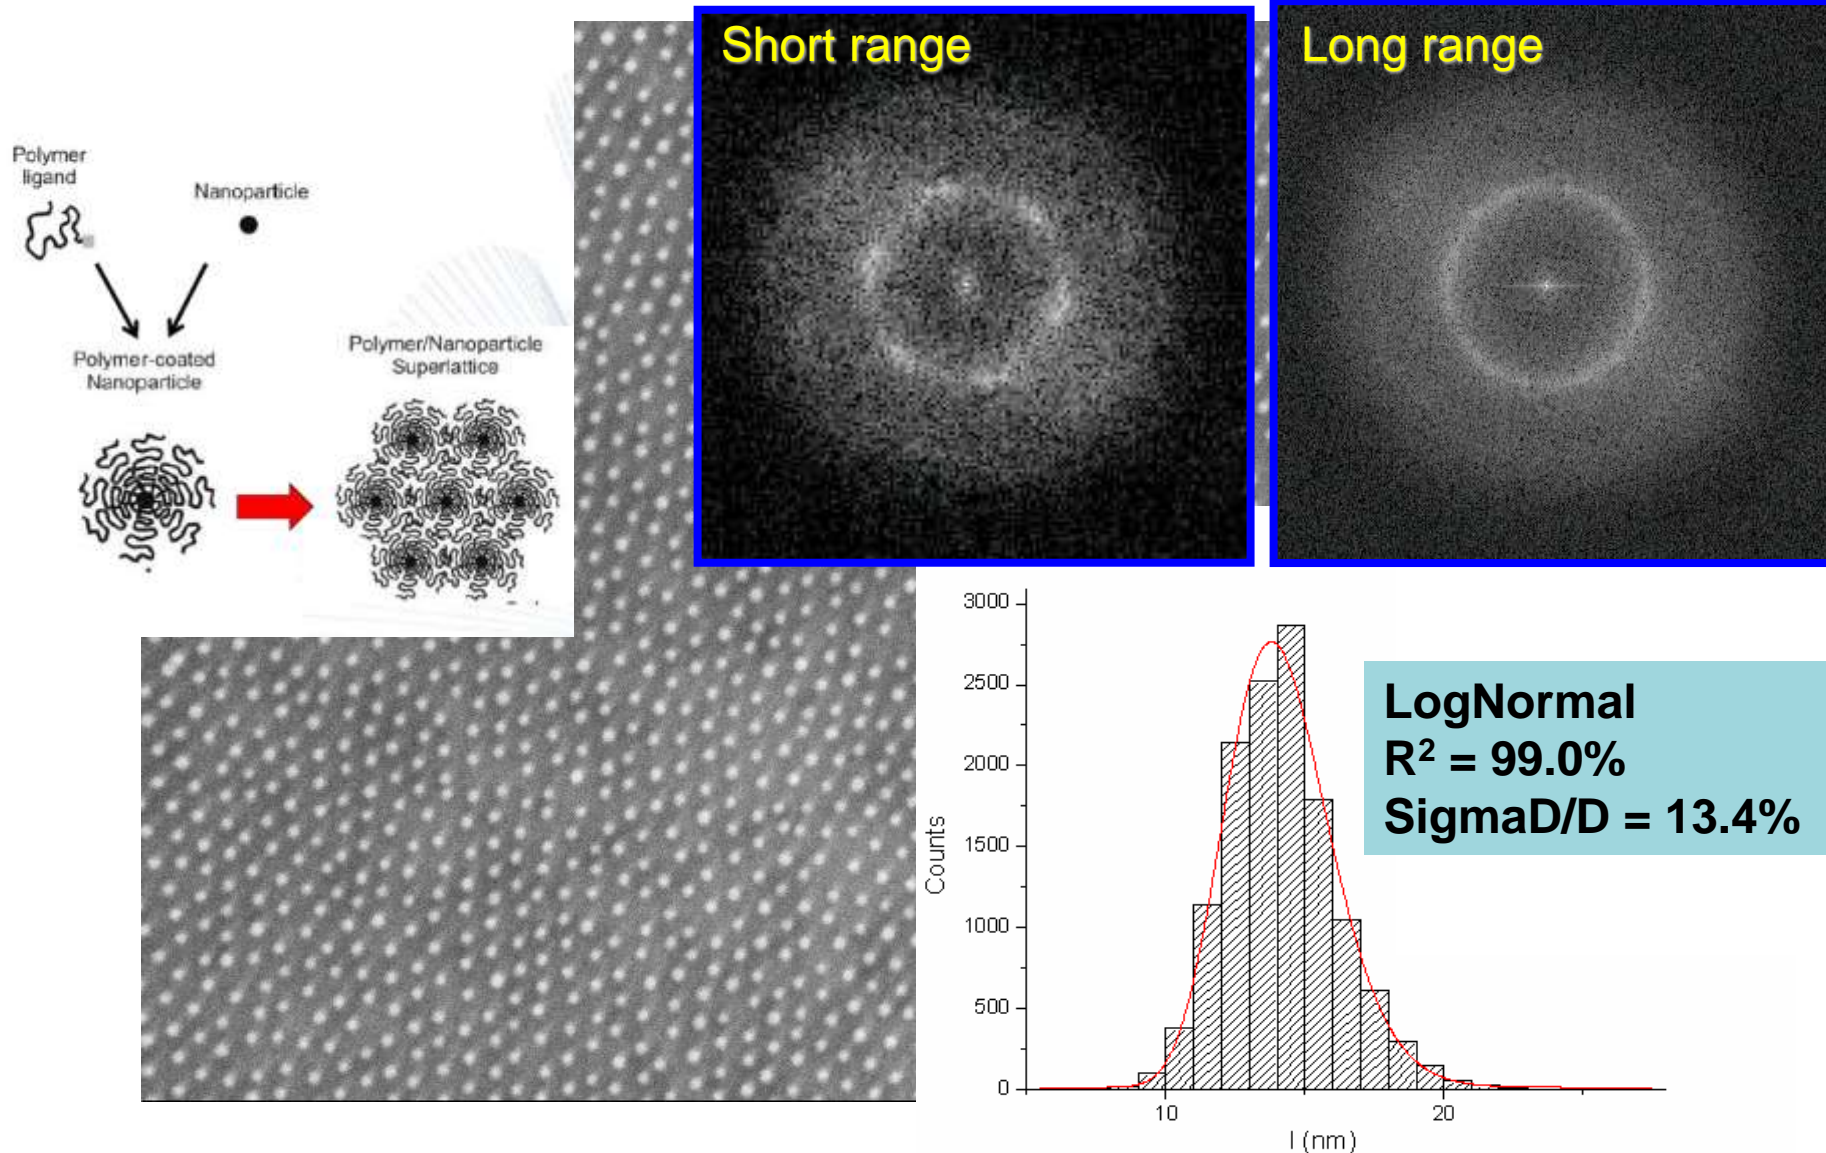 Short range
Long range
Polymer
ligand
Nanoparticle
Polymer-coated
Nanoparticle
Polymer/Nanoparticle
Superlattice
3000
2500
2000
1500
1000
500
0
Counts
10
20
l (nm)
LogNormal
R² = 99.0%
SigmaD/D = 13.4%